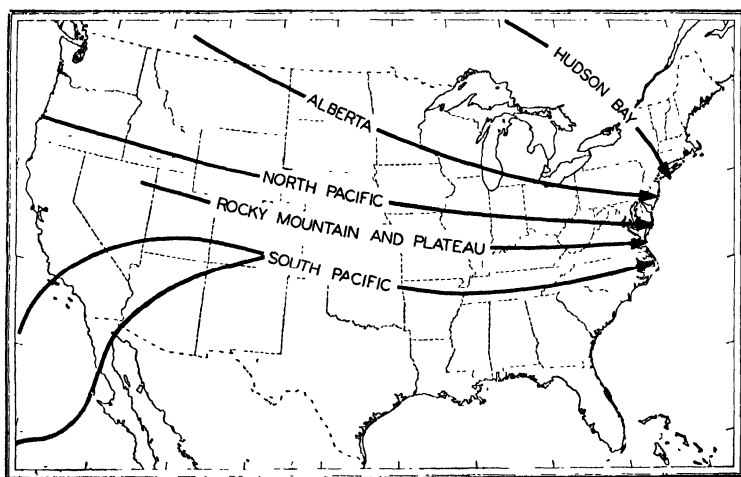 HUDSON BAY
ALBERTA
NORTH PACIFIC
ROCKY MOUNTAIN AND PLATEAU
SOUTH PACIFIC